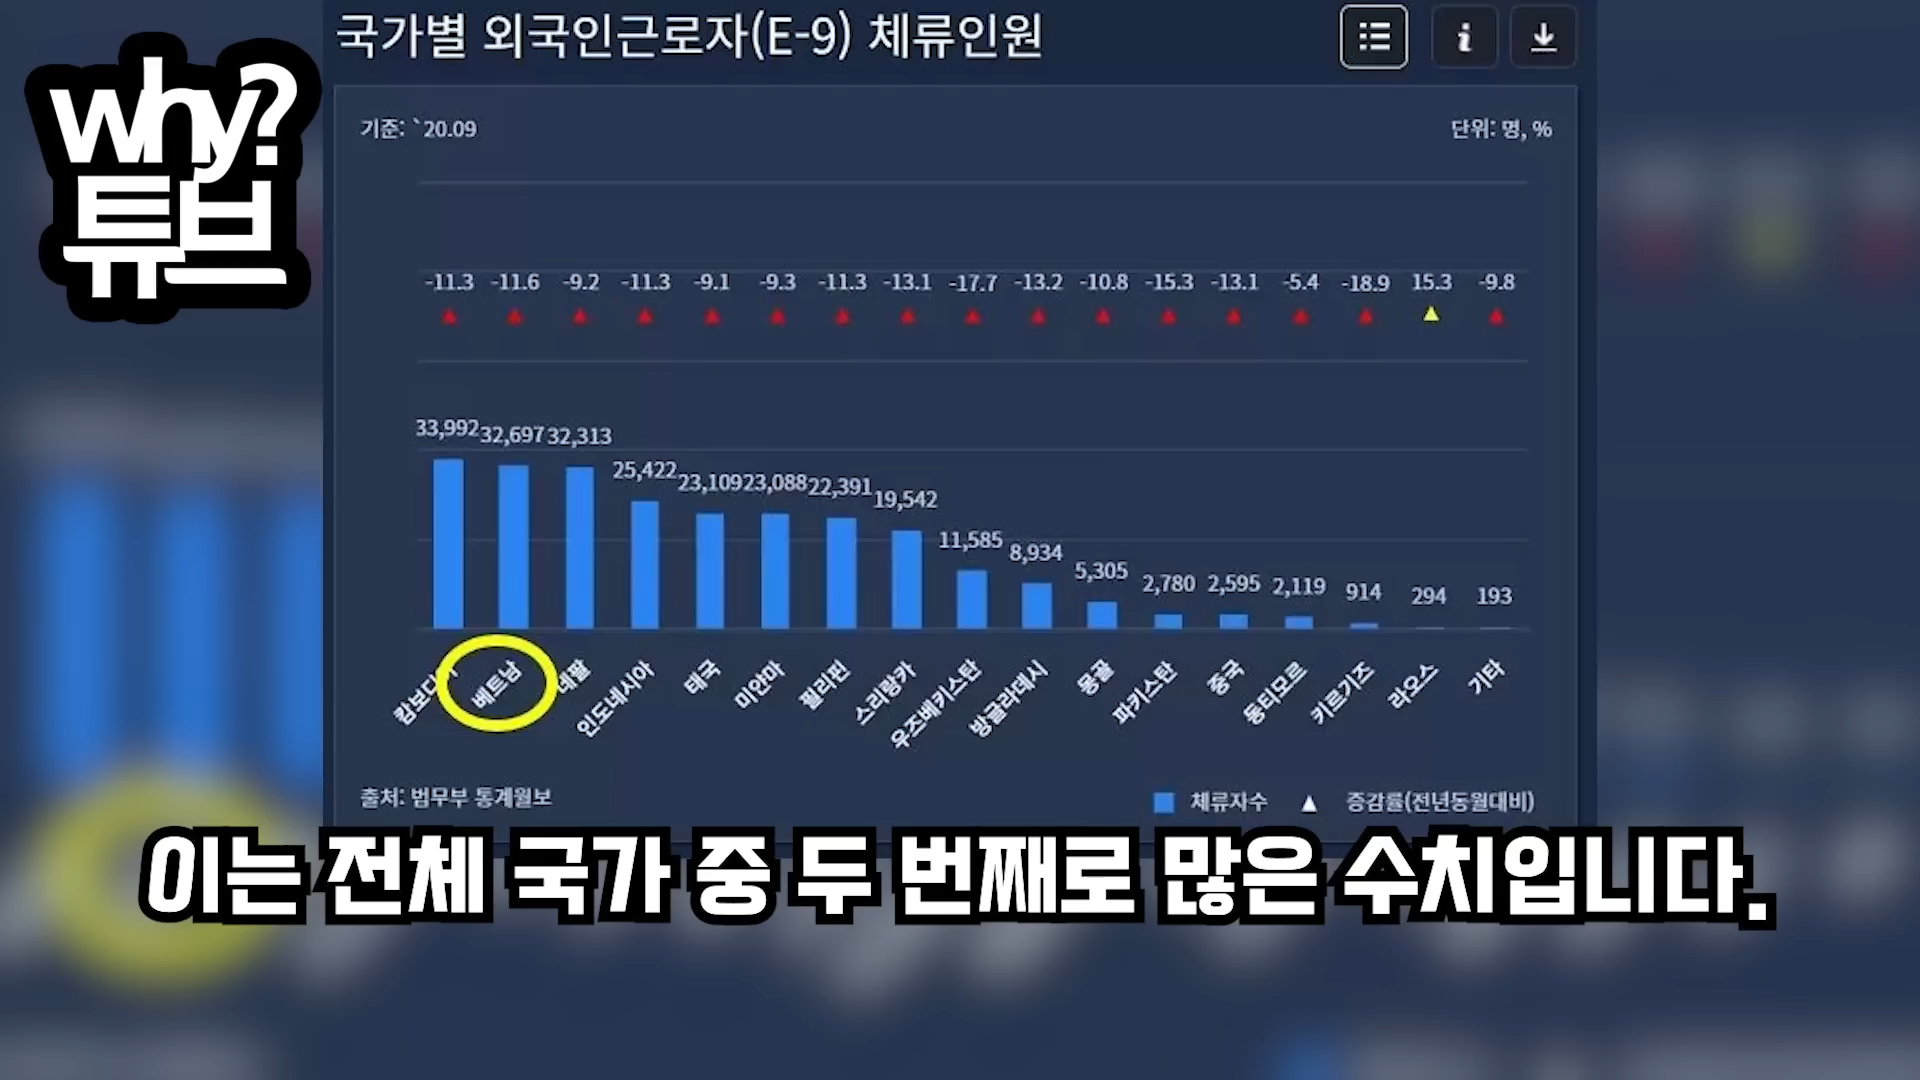 why?
튜브
국가별 외국인근로자(E-9) 체류인원
기준: `20.09
단위: 명, %
-11.3 -11.6 -9.2 -11.3 -9.1 -9.3 -11.3 -13.1 -17.7 -13.2 -10.8 -15.3 -13.1 -5.4 -18.9 15.3 -9.8
33,992 32,697 32,313 25,422 23,109 23,088 22,391 19,542 11,585 8,934 5,305 2,780 2,595 2,119 914 294 193
베트남 네팔 인도네시아 태국 미얀마 필리핀 스리랑카 우즈베키스탄 방글라데시 몽골 파키스탄 중국 동티모르 키르기즈 라오스 기타
출처: 법무부 통계월보
체류자수 증감률(전년동월대비)
이는 전체 국가 중 두 번째로 많은 수치입니다.